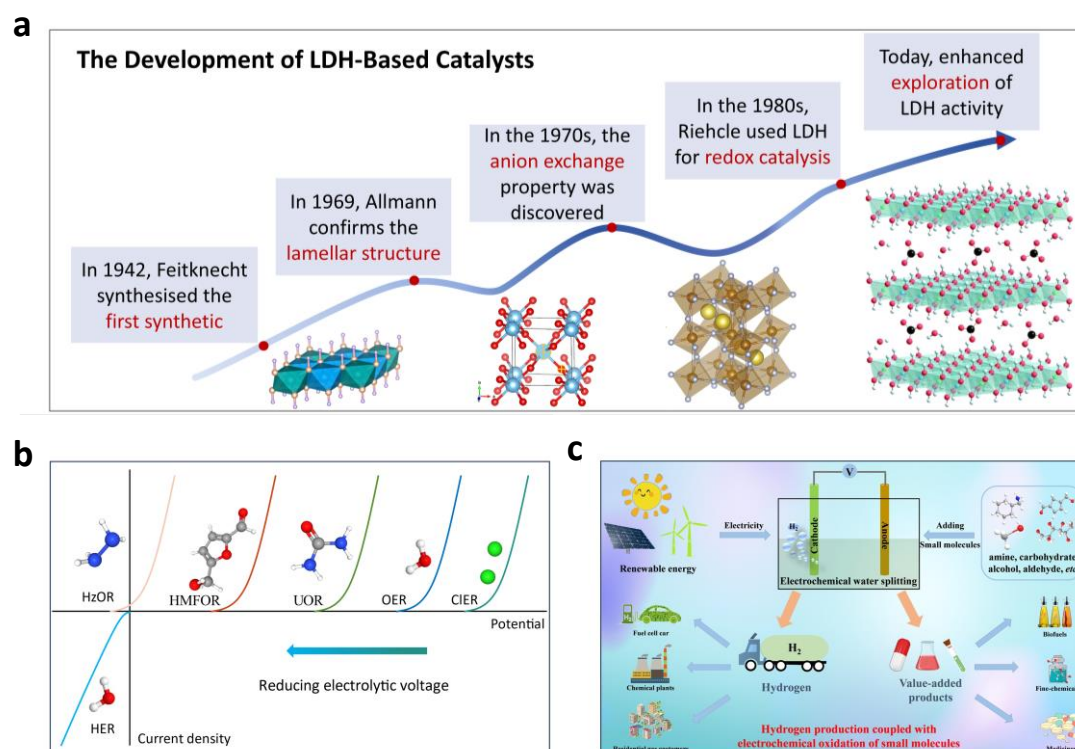 a
The Development of LDH-Based Catalysts
In 1942, Feitknecht
synthesised the
first synthetic
In 1969, Allmann
confirms the
lamellar structure
In the 1970s, the
anion exchange
property was
discovered
In the 1980s,
Riehcle used LDH
for redox catalysis
Today, enhanced
exploration of
LDH activity
b
HzOR
HMFOR
UOR
OER
ClER
Potential
Reducing electrolytic voltage
HER
Current density
c
V
Electricity
H2
Cathode
Anode
Adding
Small molecules
Renewable energy
Electrochemical water splitting
amine, carbohydrate
alcohol, aldehyde, etc
Fuel cell car
H2
Biofuels
Chemical plants
Hydrogen
Value-added
products
Fine-chemical
Hydrogen production coupled with
electrochemical oxidation of small molecules